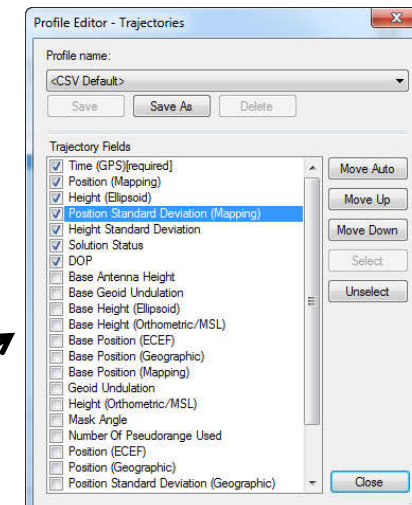 Profile Editor - Trajectories
Profile name:
<CSV Default>
Save
Save As
Delete
Trajectory Fields
Time (GPS)[required]
Position (Mapping)
Height (Ellipsoid)
Position Standard Deviation (Mapping)
Height Standard Deviation
Solution Status
DOP
Base Antenna Height
Base Geoid Undulation
Base Height (Ellipsoid)
Base Height (Orthometric/MSL)
Base Position (ECEF)
Base Position (Geographic)
Base Position (Mapping)
Geoid Undulation
Height (Orthometric/MSL)
Mask Angle
Number Of Pseudorange Used
Position (ECEF)
Position (Geographic)
Position Standard Deviation (Geographic)
Move Auto
Move Up
Move Down
Select
Unselect
Close